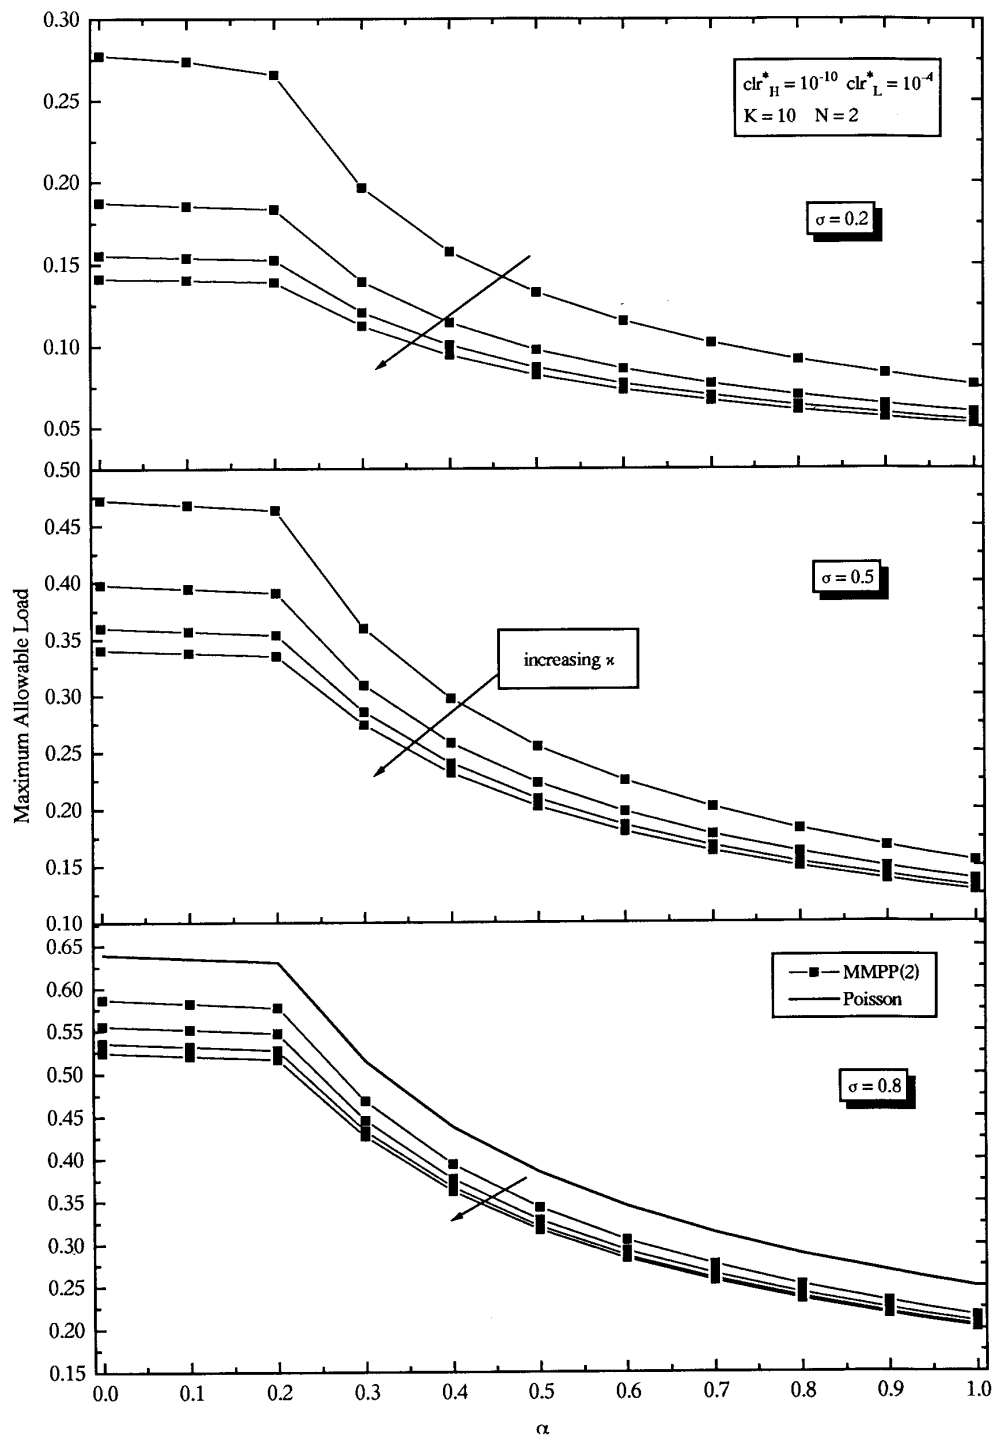 0.30
0.25
0.20
0.15
0.10
0.05
clr*H = 10-10 clr*L = 10-4
K = 10 N = 2
σ = 0.2
0.50
0.45
0.40
0.35
0.30
0.25
0.20
0.15
0.10
Maximum Allowable Load
σ = 0.5
increasing ϰ
0.65
0.60
0.55
0.50
0.45
0.40
0.35
0.30
0.25
0.20
0.15
MMPP(2)
Poisson
σ = 0.8
0.0 0.1 0.2 0.3 0.4 0.5 0.6 0.7 0.8 0.9 1.0
α